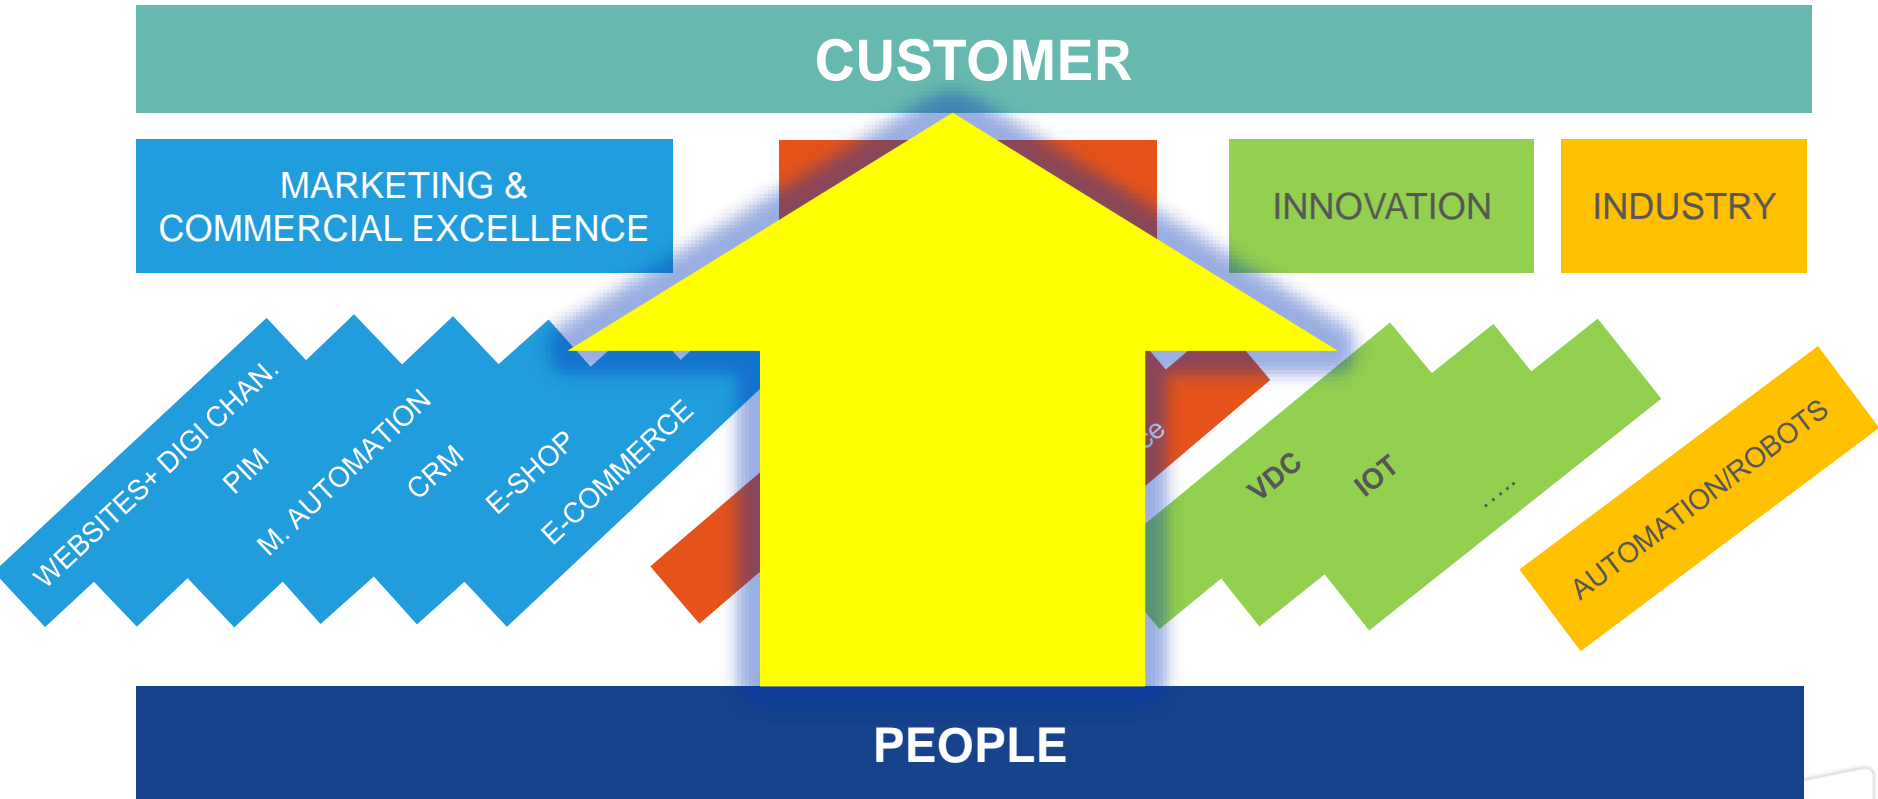 CUSTOMER
MARKETING &
COMMERCIAL EXCELLENCE
INNOVATION
INDUSTRY
WEBSITES+ DIGI CHAN.
PIM
M. AUTOMATION
CRM
E-SHOP
E-COMMERCE
VDC
IOT
.....
AUTOMATION/ROBOTS
PEOPLE